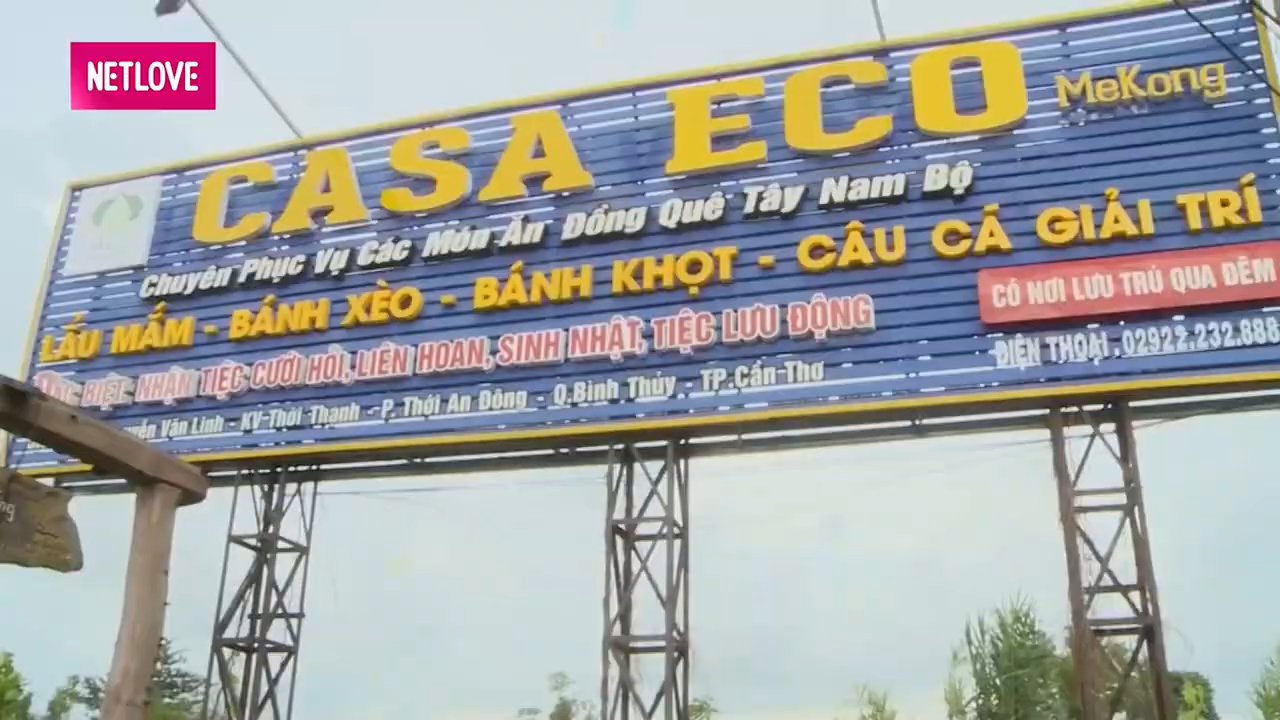 NETLOVE
CASA ECO MeKong
Chuyên Phục Vụ Các Món Ăn Đồng Quê Tây Nam Bộ
LẨU MẮM - BÁNH XÈO - BÁNH KHỌT - CÂU CÁ GIẢI TRÍ
CÓ NƠI LƯU TRÚ QUA ĐÊM
BIỆT NHẬN TIỆC CƯỚI HỎI, LIÊN HOAN, SINH NHẬT, TIỆC LƯU ĐỘNG
ĐIỆN THOẠI. 02922.232.888
Văn Linh - KV-Thới Thạnh - P. Thới An Đông - Q.Bình Thủy - TP.Cần Thơ